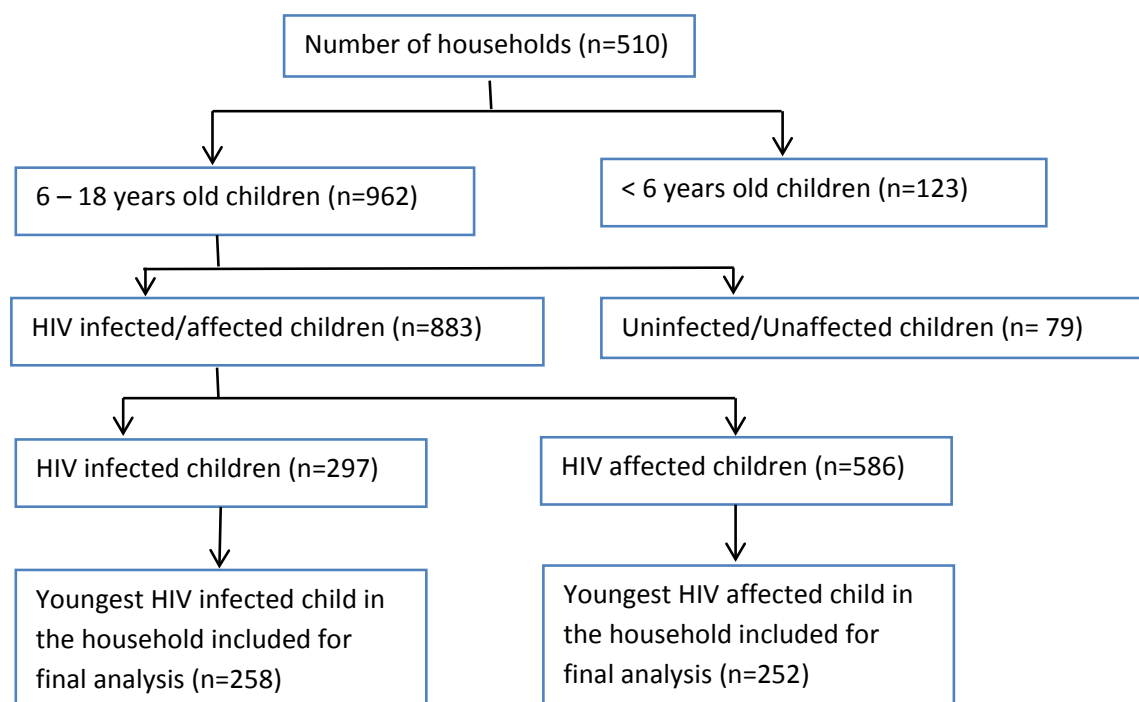 Number of households (n=510)
6 – 18 years old children (n=962)
< 6 years old children (n=123)
HIV infected/affected children (n=883)
Uninfected/Unaffected children (n= 79)
HIV infected children (n=297)
HIV affected children (n=586)
Youngest HIV infected child in
the household included for
final analysis (n=258)
Youngest HIV affected child in
the household included for
final analysis (n=252)